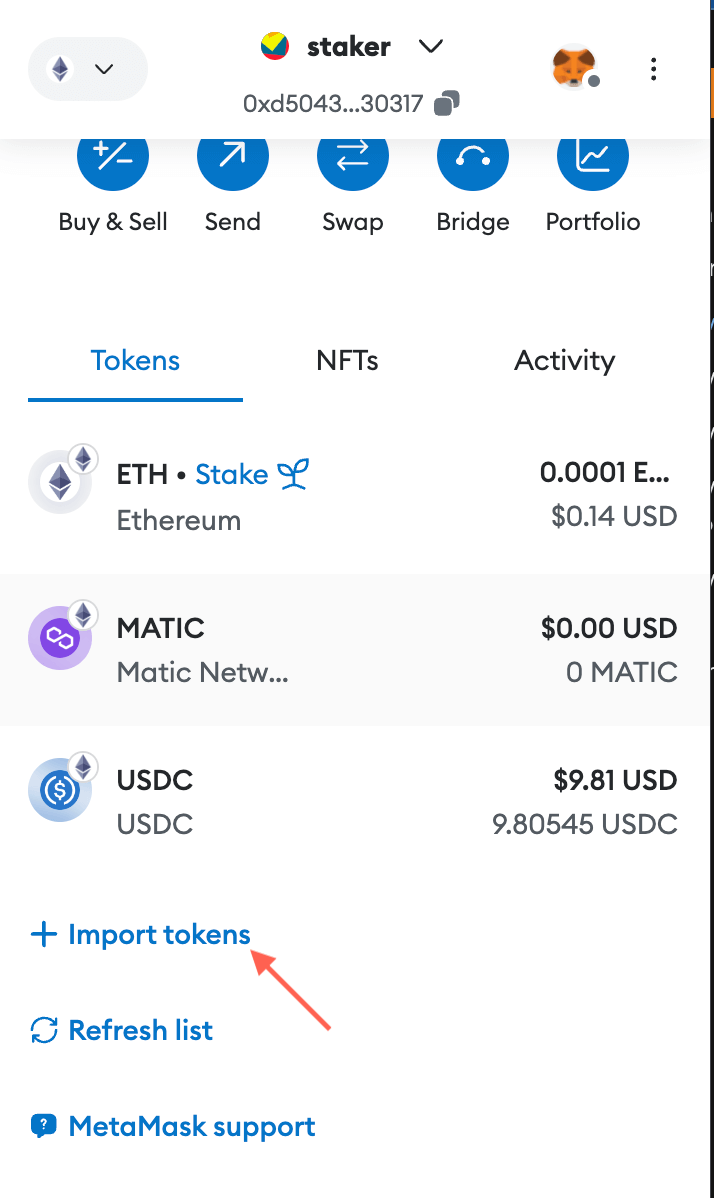 staker
0xd5043...30317
Buy & Sell Send Swap Bridge Portfolio
Tokens NFTs Activity
ETH • Stake 0.0001 E...
Ethereum $0.14 USD
MATIC $0.00 USD
Matic Netw... 0 MATIC
USDC $9.81 USD
USDC 9.80545 USDC
+ Import tokens
Refresh list
MetaMask support